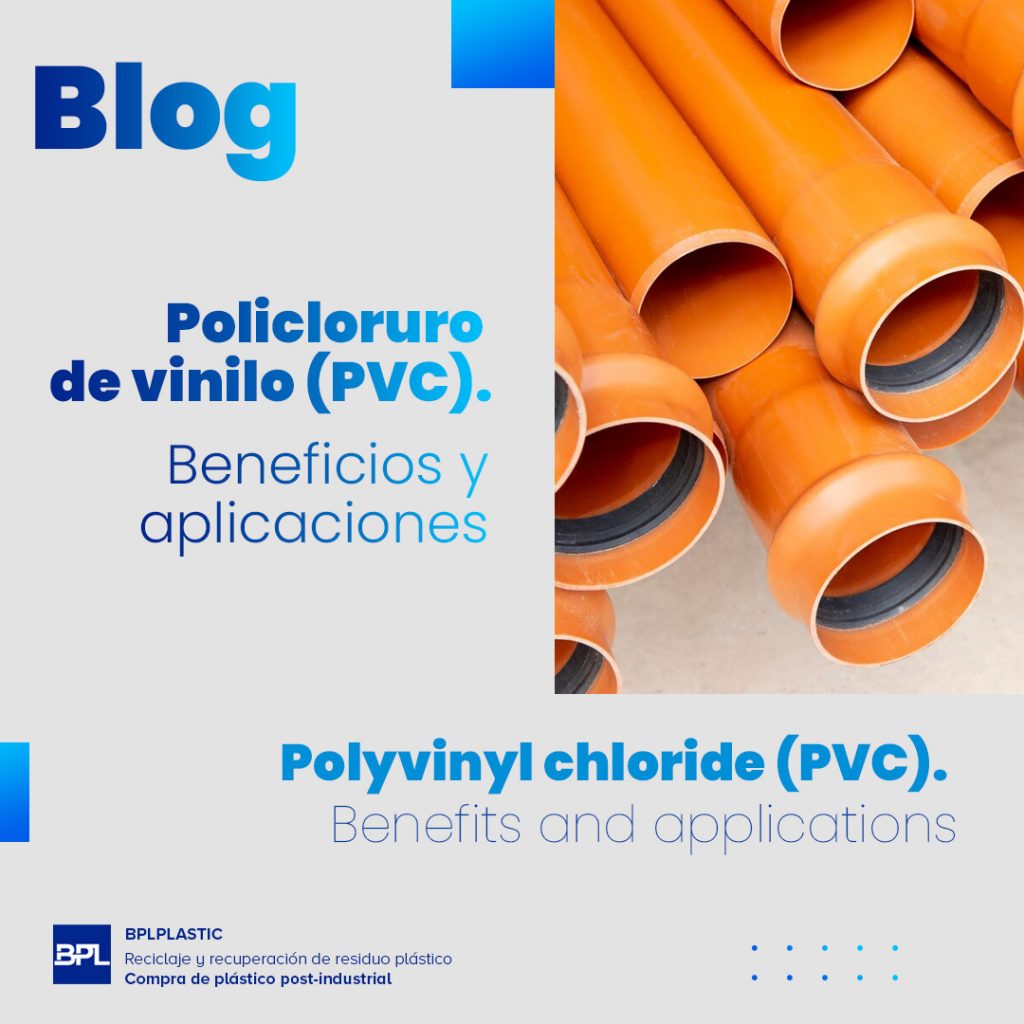 Blog
Policloruro
de vinilo (PVC).
Beneficios y
aplicaciones
Polyvinyl chloride (PVC).
Benefits and applications
BPL
BPLPLASTIC
Reciclaje y recuperación de residuo plástico
Compra de plástico post-industrial